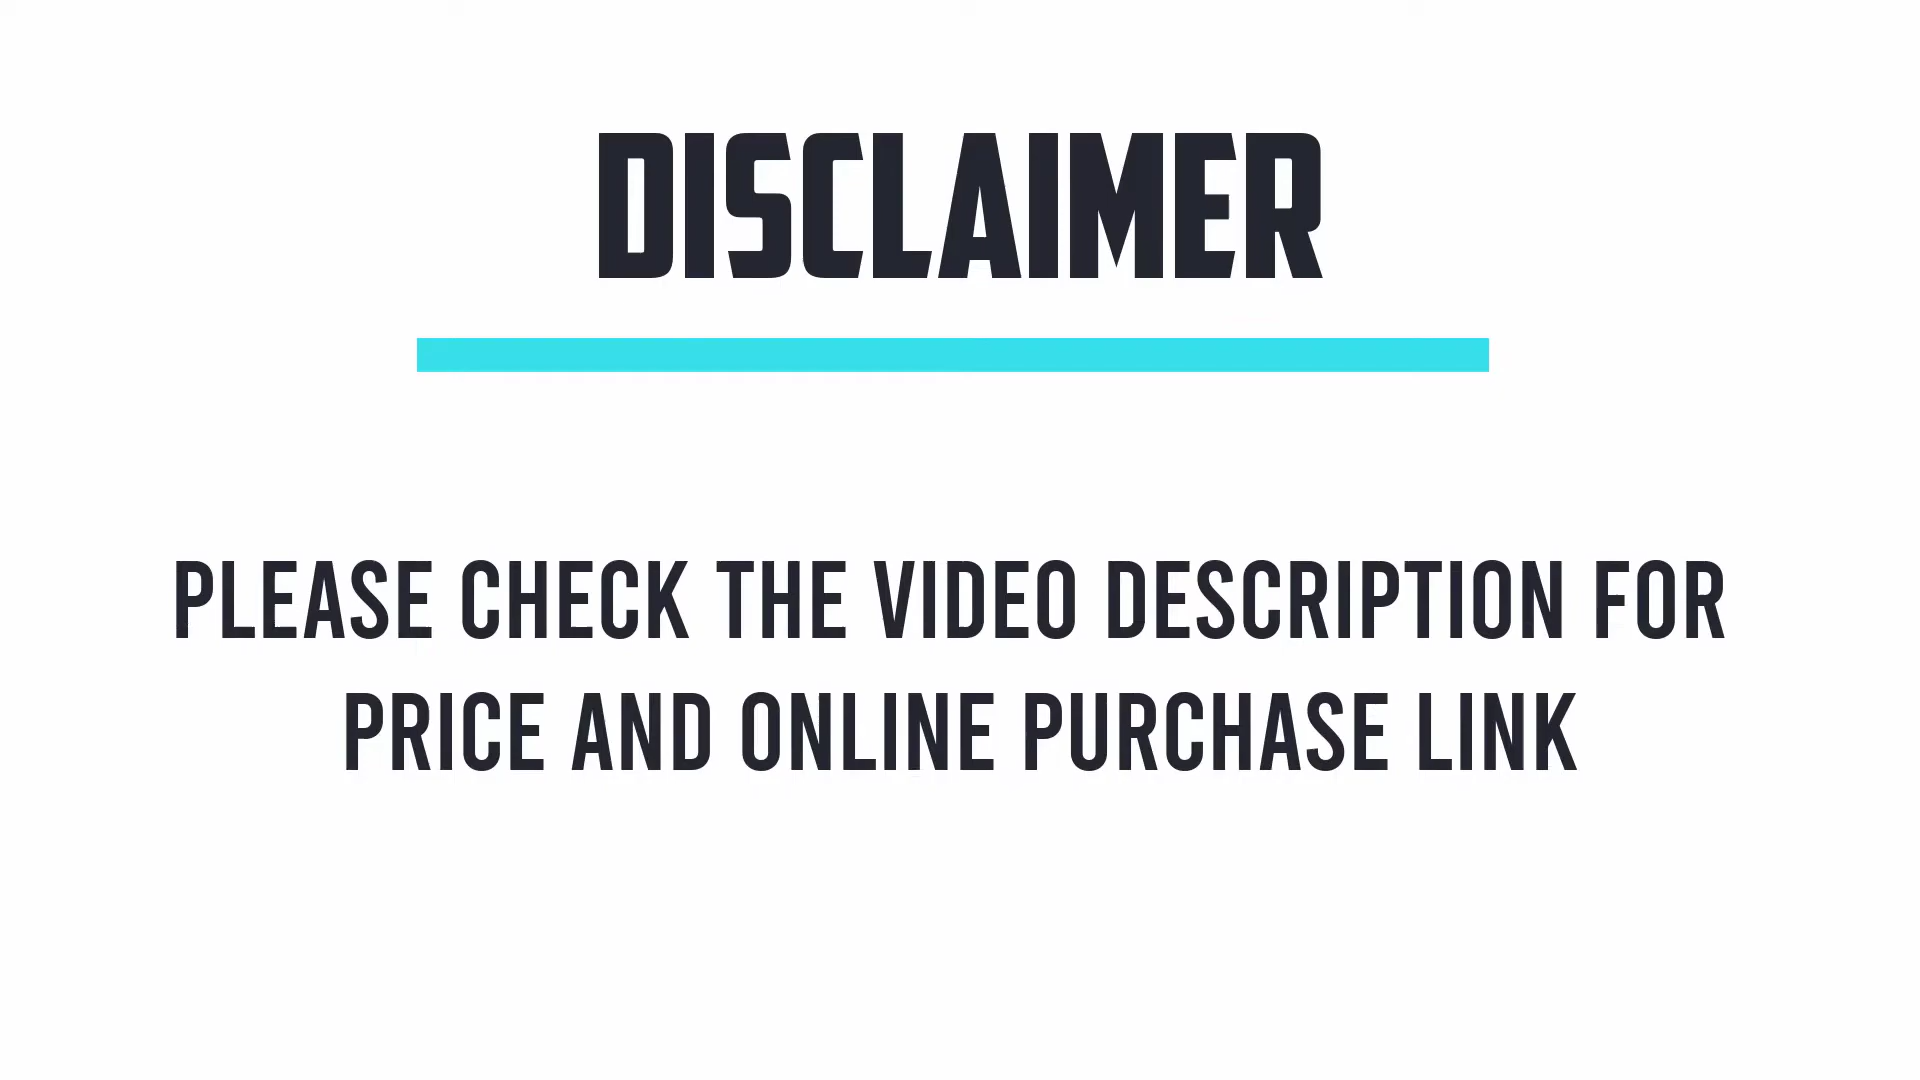 DISCLAIMER
PLEASE CHECK THE VIDEO DESCRIPTION FOR
PRICE AND ONLINE PURCHASE LINK